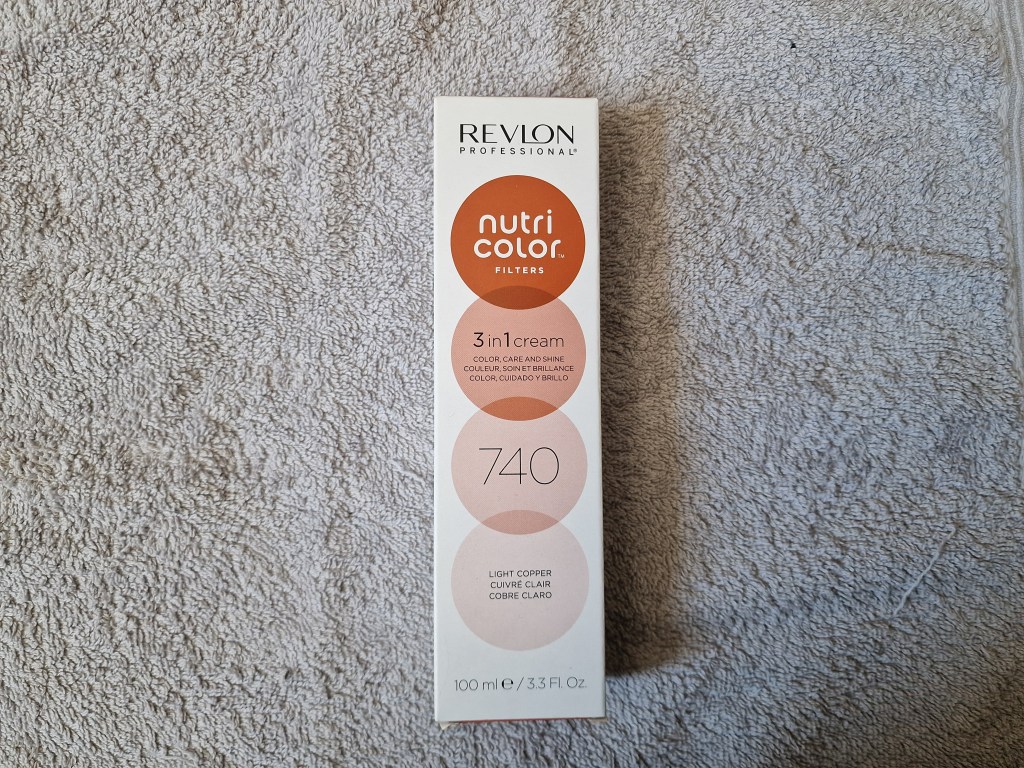 REVLON
PROFESSIONAL®
nutri
color™
FILTERS
3 in 1 cream
COLOR, CARE AND SHINE
COULEUR, SOIN ET BRILLANCE
COLOR, CUIDADO Y BRILLO
740
LIGHT COPPER
CUIVRÉ CLAIR
COBRE CLARO
100 ml ℮ / 3.3 Fl. Oz.